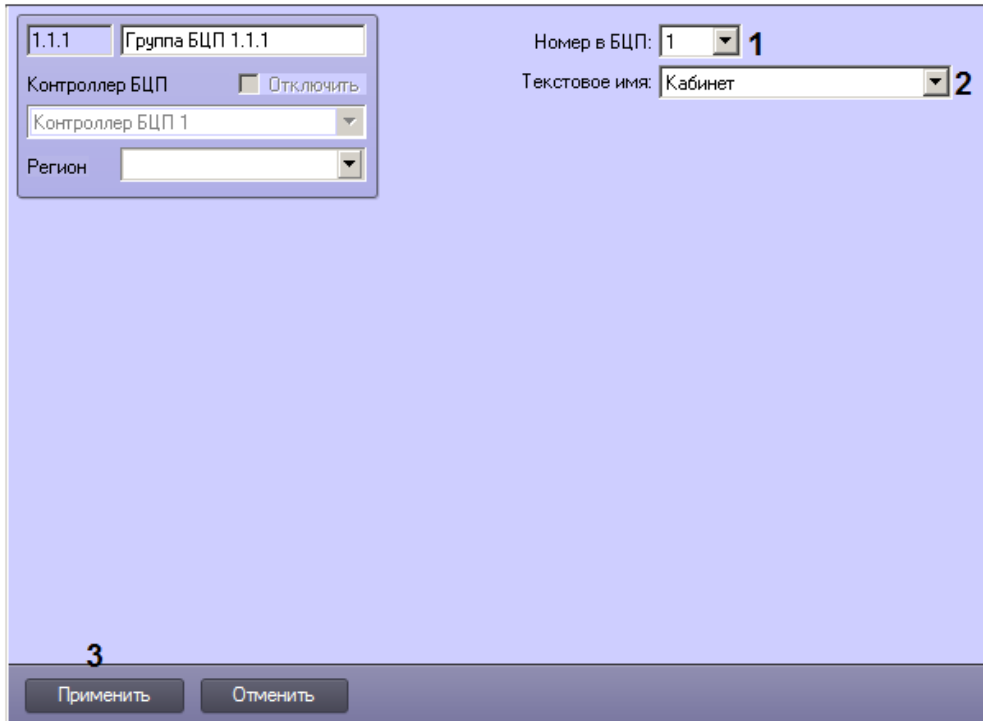 1.1.1 Группа БЦП 1.1.1
Номер в БЦП: 1 1
Контроллер БЦП Отключить
Текстовое имя: Кабинет 2
Контроллер БЦП 1
Регион
3
Применить Отменить